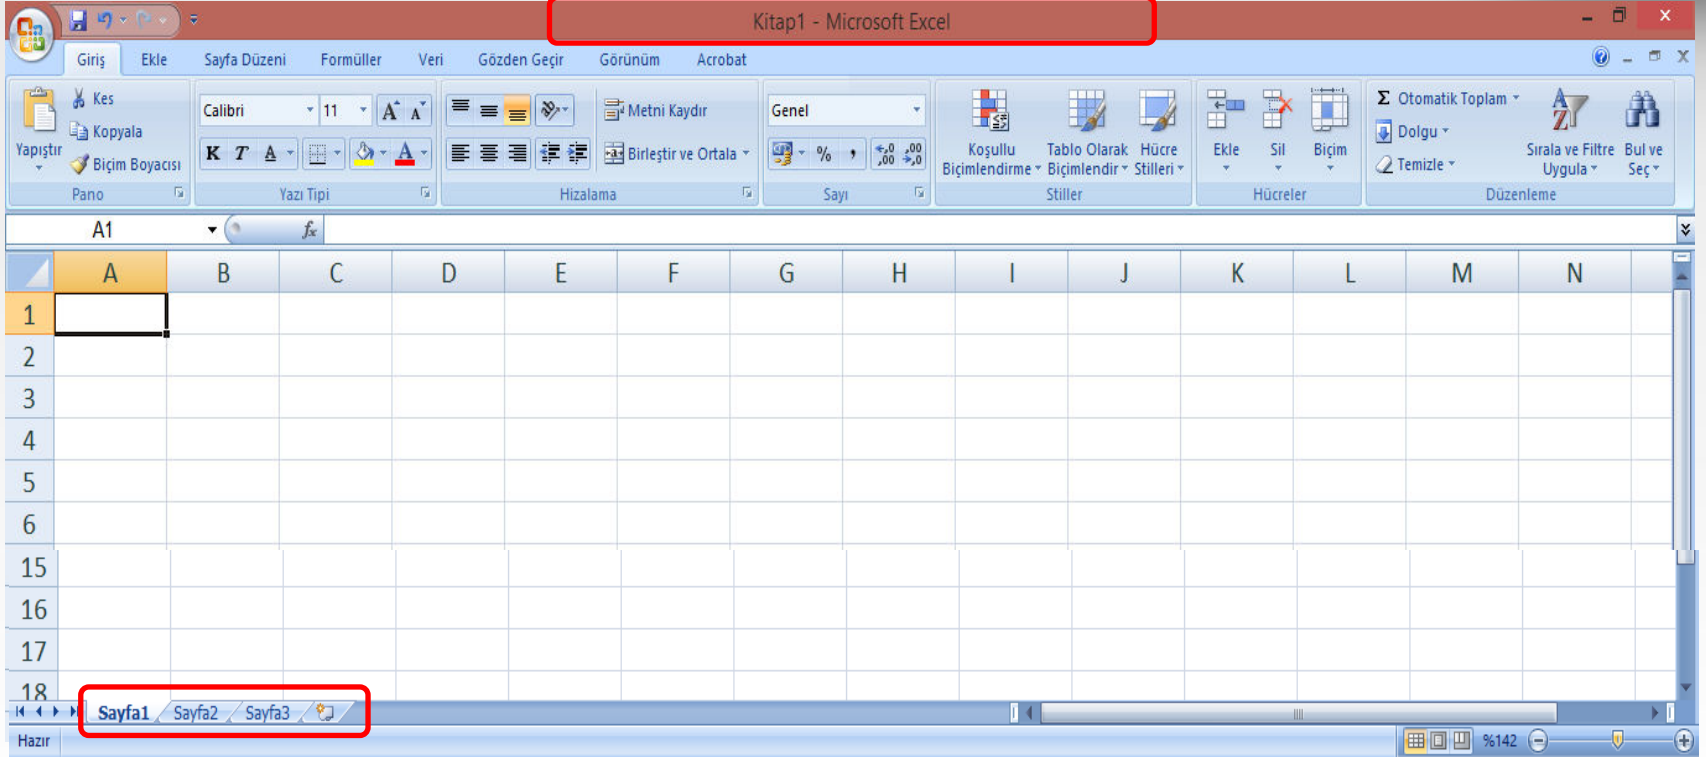 Kitap1 - Microsoft Excel
Giriş Ekle Sayfa Düzeni Formüller Veri Gözden Geçir Görünüm Acrobat
Yapıştır
Kes
Kopyala
Biçim Boyacısı
Pano
Calibri 11
K T A A
Yazı Tipi
Metni Kaydır
Birleştir ve Ortala
Hizalama
Genel
%
Sayı
Koşullu Biçimlendirme
Tablo Olarak Biçimlendir
Hücre Stilleri
Stiller
Ekle Sil Biçim
Hücreler
Σ Otomatik Toplam
Dolgu
Temizle
Sırala ve Filtre Uygula
Bul ve Seç
Düzenleme
A1 fx
A B C D E F G H I J K L M N
1
2
3
4
5
6
15
16
17
18
Sayfa1 Sayfa2 Sayfa3
Hazır %142